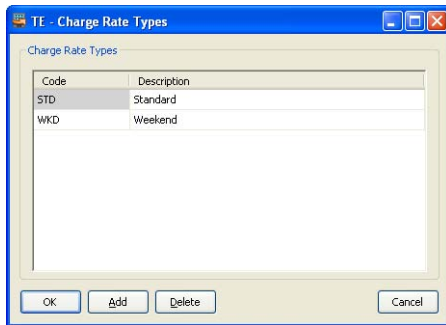 TE - Charge Rate Types
Charge Rate Types
Code Description
STD Standard
WKD Weekend
OK Add Delete Cancel